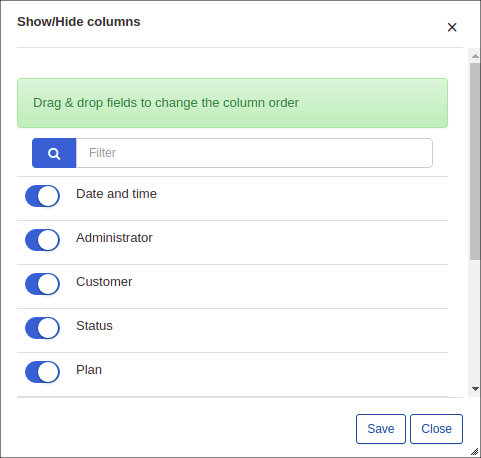 Show/Hide columns
×
Drag & drop fields to change the column order
Filter
Date and time
Administrator
Customer
Status
Plan
Save
Close